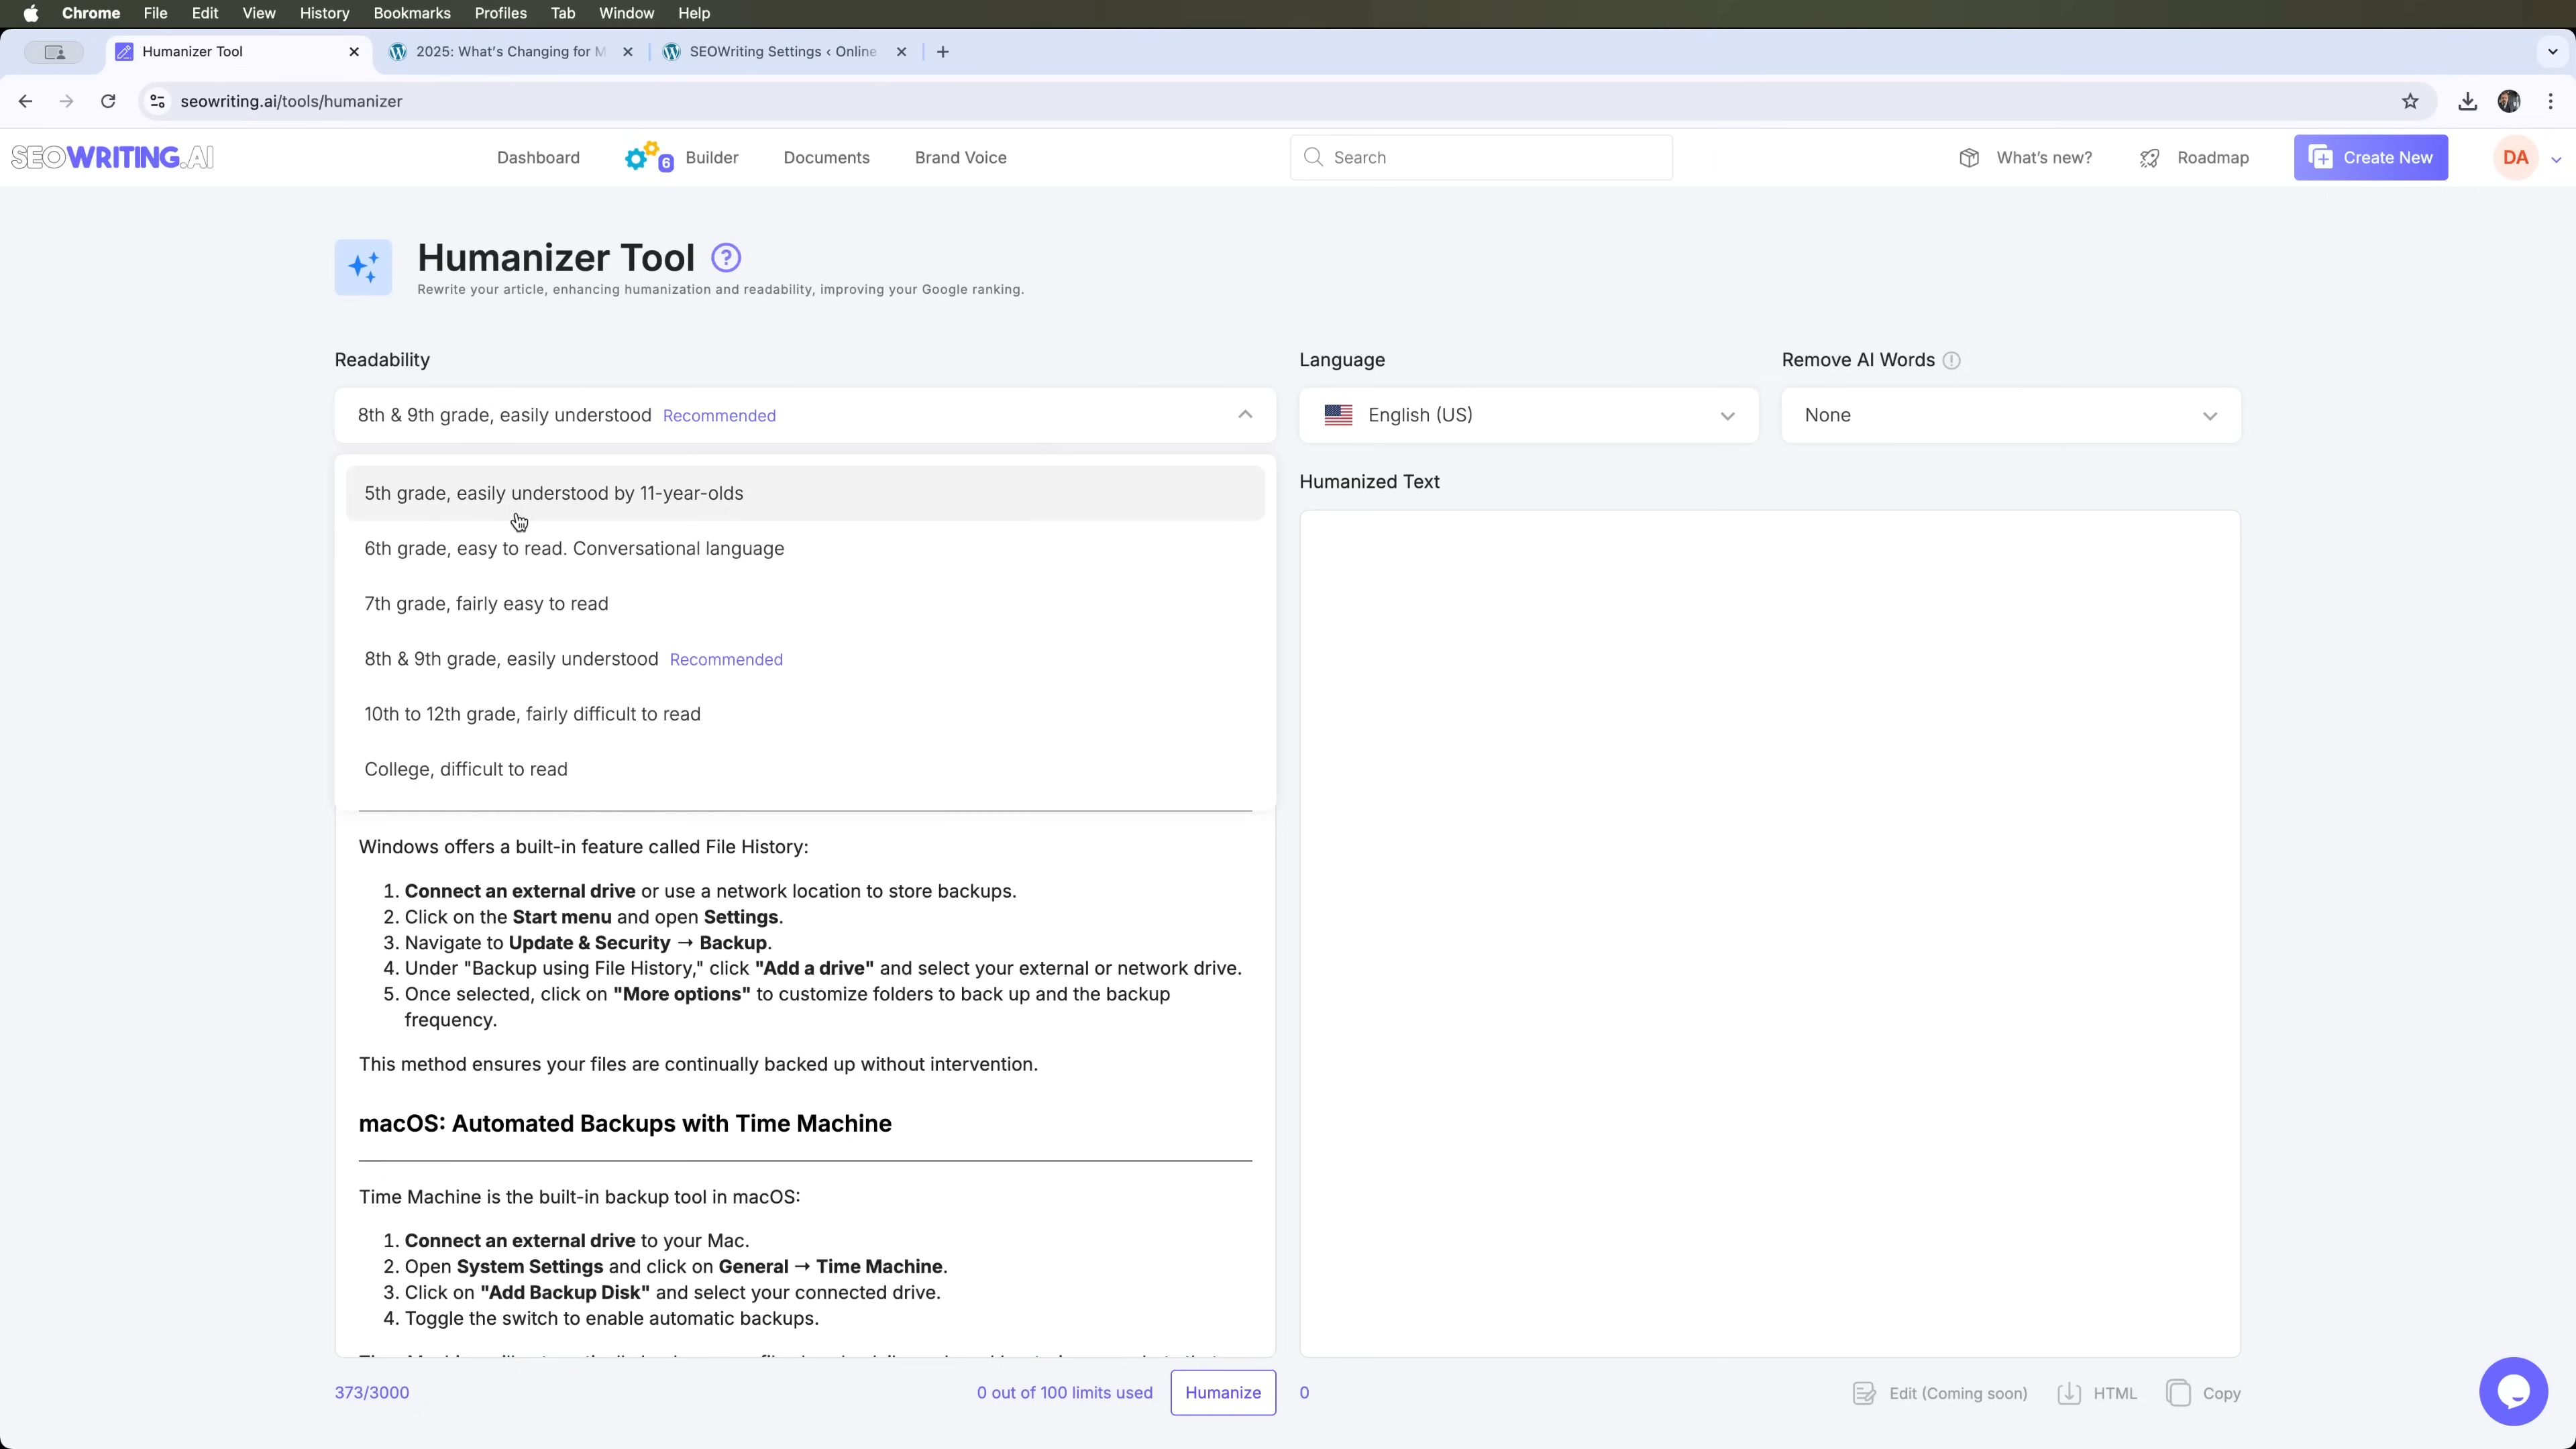 Chrome File Edit View History Bookmarks Profiles Tab Window Help
Humanizer Tool
2025: What's Changing for M
SEOWriting Settings ‹ Online
seowriting.ai/tools/humanizer
SEOWRITING.AI
Dashboard
6
Builder
Documents
Brand Voice
Search
What's new?
Roadmap
Create New
DA
Humanizer Tool ?
Rewrite your article, enhancing humanization and readability, improving your Google ranking.
Readability
Language
Remove AI Words
8th & 9th grade, easily understood Recommended
English (US)
None
5th grade, easily understood by 11-year-olds
6th grade, easy to read. Conversational language
7th grade, fairly easy to read
8th & 9th grade, easily understood Recommended
10th to 12th grade, fairly difficult to read
College, difficult to read
Humanized Text
Windows offers a built-in feature called File History:
1. Connect an external drive or use a network location to store backups.
2. Click on the Start menu and open Settings.
3. Navigate to Update & Security → Backup.
4. Under "Backup using File History," click "Add a drive" and select your external or network drive.
5. Once selected, click on "More options" to customize folders to back up and the backup
frequency.
This method ensures your files are continually backed up without intervention.
macOS: Automated Backups with Time Machine
Time Machine is the built-in backup tool in macOS:
1. Connect an external drive to your Mac.
2. Open System Settings and click on General → Time Machine.
3. Click on "Add Backup Disk" and select your connected drive.
4. Toggle the switch to enable automatic backups.
373/3000
0 out of 100 limits used
Humanize
0
Edit (Coming soon)
HTML
Copy